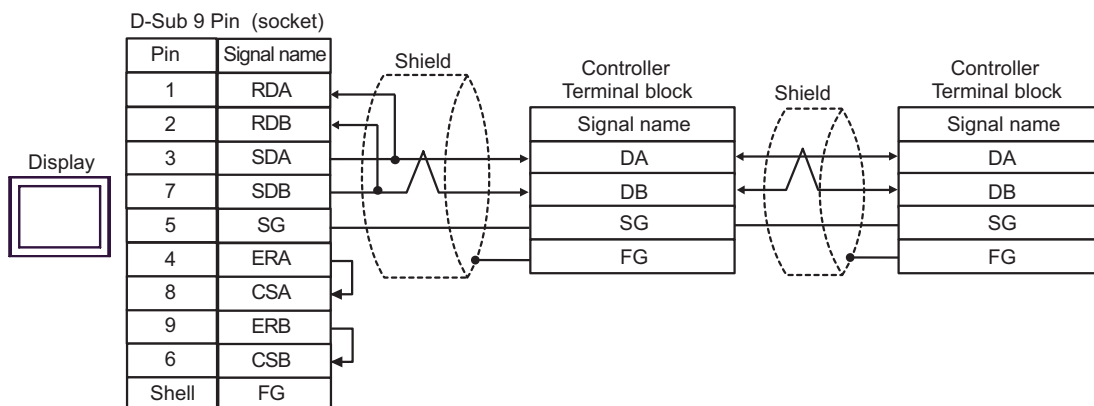 D-Sub 9 Pin (socket)
Pin Signal name
1 RDA
2 RDB
3 SDA
7 SDB
5 SG
4 ERA
8 CSA
9 ERB
6 CSB
Shell FG
Display
Shield
Controller
Terminal block
Signal name
DA
DB
SG
FG
Shield
Controller
Terminal block
Signal name
DA
DB
SG
FG